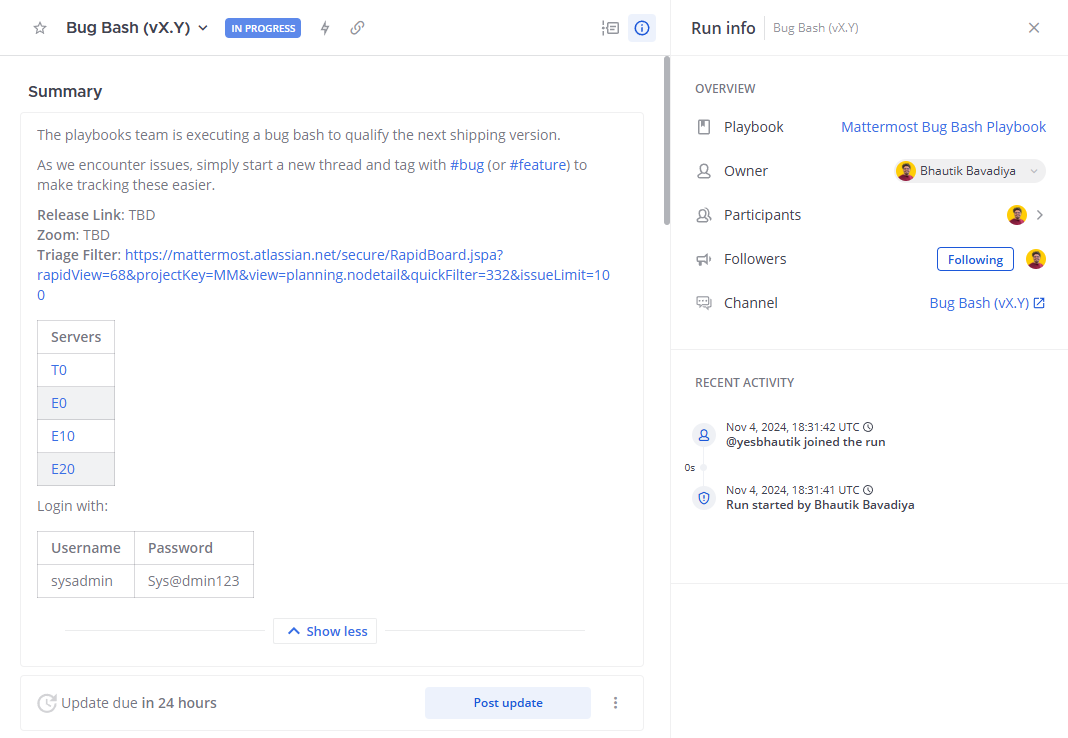 Bug Bash (vX.Y)
IN PROGRESS
Summary
The playbooks team is executing a bug bash to qualify the next shipping version.
As we encounter issues, simply start a new thread and tag with #bug (or #feature) to
make tracking these easier.
Release Link: TBD
Zoom: TBD
Triage Filter: https://mattermost.atlassian.net/secure/RapidBoard.jspa?
rapidView=68&projectKey=MM&view=planning.nodetail&quickFilter=332&issueLimit=10
0
Servers
T0
E0
E10
E20
Login with:
Username Password
sysadmin Sys@dmin123
Show less
Update due in 24 hours
Post update
Run info
Bug Bash (vX.Y)
OVERVIEW
Playbook Mattermost Bug Bash Playbook
Owner Bhautik Bavadiya
Participants
Followers Following
Channel Bug Bash (vX.Y)
RECENT ACTIVITY
Nov 4, 2024, 18:31:42 UTC
@yesbhautik joined the run
0s
Nov 4, 2024, 18:31:41 UTC
Run started by Bhautik Bavadiya